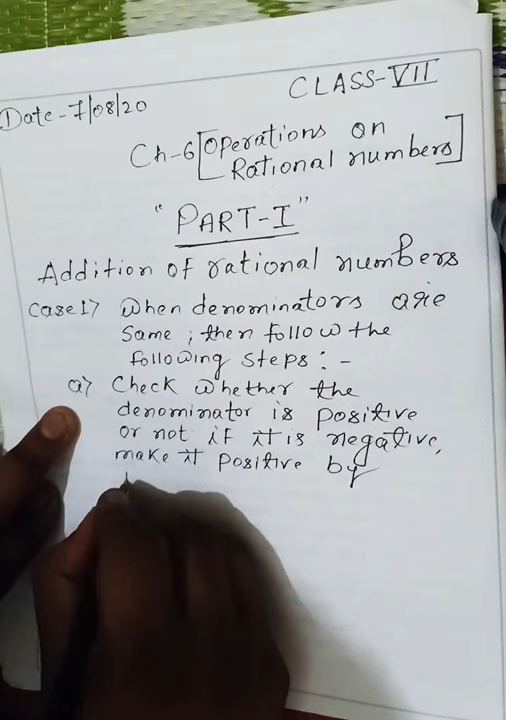 Date-7/08/20
CLASS-VII
Ch-6[Operations on
Rational numbers]
"PART-I"
Addition of rational numbers
Case I> When denominators are
same ; then follow the
following steps:-
a> Check whether the
denominator is positive
or not if it is negative,
make it positive by